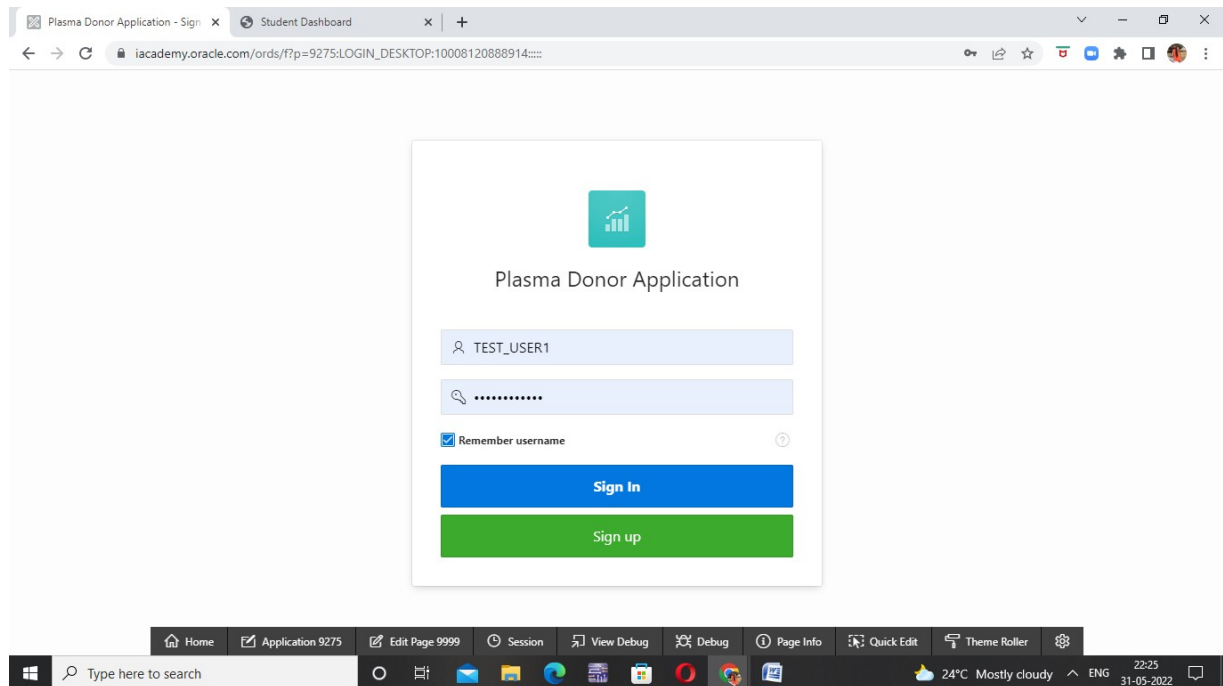 Plasma Donor Application - Sign
Student Dashboard
iacademy.oracle.com/ords/f?p=9275:LOGIN_DESKTOP:10008120888914:::::
Plasma Donor Application
TEST_USER1
••••••••••••
Remember username
Sign In
Sign up
Home Application 9275 Edit Page 9999 Session View Debug Debug Page Info Quick Edit Theme Roller
Type here to search
24°C Mostly cloudy ENG
22:25
31-05-2022